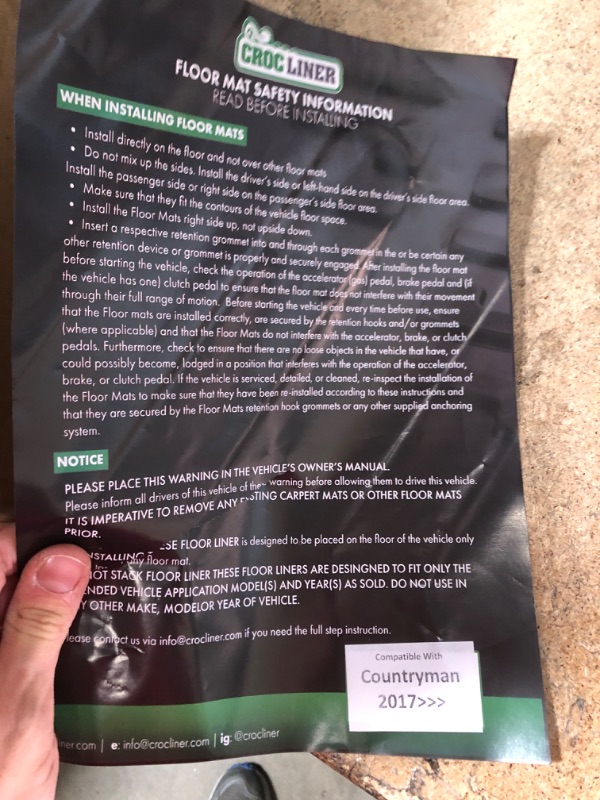 CROC LINER
FLOOR MAT SAFETY INFORMATION
READ BEFORE INSTALLING
WHEN INSTALLING FLOOR MATS
• Install directly on the floor and not over other floor mats
• Do not mix up the sides. Install the driver's side or left-hand side on the driver's side floor area.
Install the passenger side or right side on the passenger's side floor area.
• Make sure that they fit the contours of the vehicle floor space.
• Install the Floor Mats right side up, not upside down.
• Insert a respective retention grommet into and through each grommet in the or be certain any
other retention device or grommet is properly and securely engaged. After installing the floor mat
before starting the vehicle, check the operation of the accelerator (gas) pedal, brake pedal and (if
the vehicle has one) clutch pedal to ensure that the floor mat does not interfere with their movement
through their full range of motion. Before starting the vehicle and every time before use, ensure
that the Floor mats are installed correctly, are secured by the retention hooks and/or grommets
(where applicable) and that the Floor Mats do not interfere with the accelerator, brake, or clutch
pedals. Furthermore, check to ensure that there are no loose objects in the vehicle that have, or
could possibly become, lodged in a position that interferes with the operation of the accelerator,
brake, or clutch pedal. If the vehicle is serviced, detailed, or cleaned, re-inspect the installation of
the Floor Mats to make sure that they have been re-installed according to these instructions and
that they are secured by the Floor Mats retention hook grommets or any other supplied anchoring
system.
NOTICE
PLEASE PLACE THIS WARNING IN THE VEHICLE'S OWNER'S MANUAL.
Please inform all drivers of this vehicle of the warning before allowing them to drive this vehicle.
IT IS IMPERATIVE TO REMOVE ANY STING CARPERT MATS OR OTHER FLOOR MATS
PRIOR.
SE FLOOR LINER is designed to be placed on the floor of the vehicle only
NSTALLING
ny floor mat.
OT STACK FLOOR LINER THESE FLOOR LINERS ARE DESINGNED TO FIT ONLY THE
ENDED VEHICLE APPLICATION MODEL(S) AND YEAR(S) AS SOLD. DO NOT USE IN
Y OTHER MAKE, MODELOR YEAR OF VEHICLE.
lease contact us via info@crocliner.com if you need the full step instruction.
Compatible With
Countryman
2017>>>
iner.com | e: info@crocliner.com | ig: @crocliner